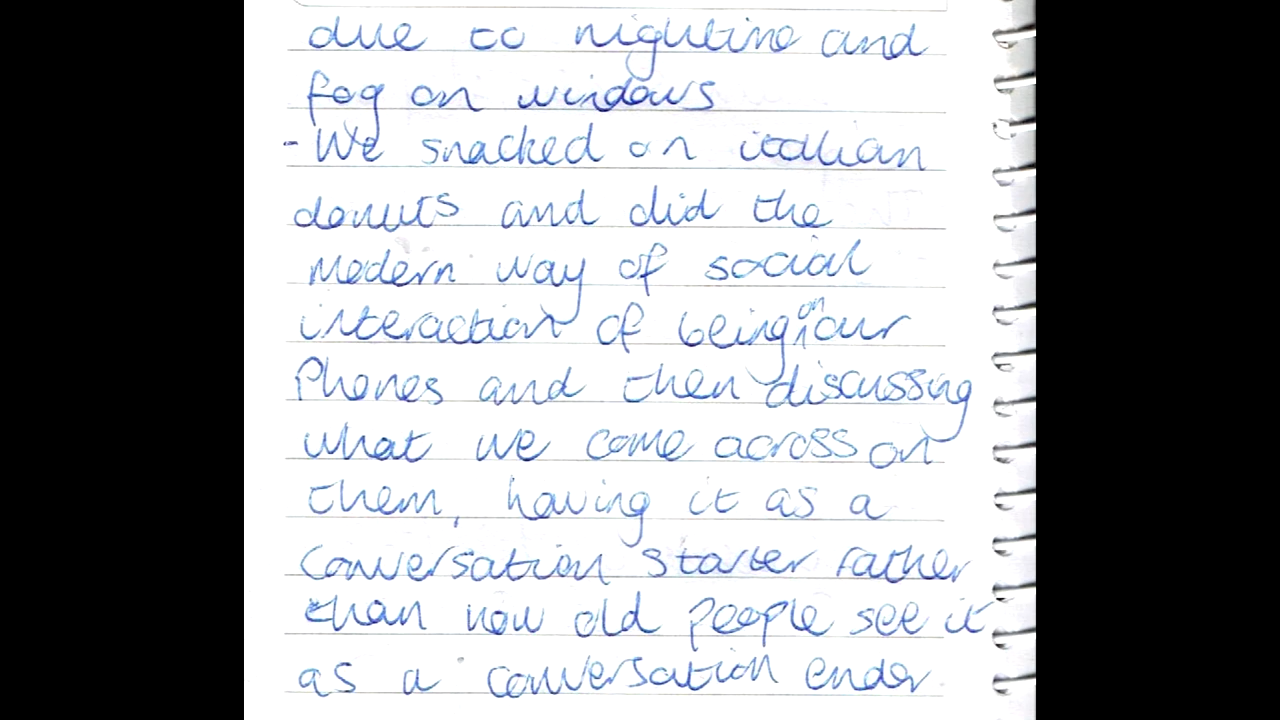 due to nightime and
fog on windows
- We snacked on italian
donuts and did the
modern way of social
interaction of being on our
Phones and then discussing
what we come across on
them, having it as a
conversation starter rather
than how old people see it
as a conversation ender